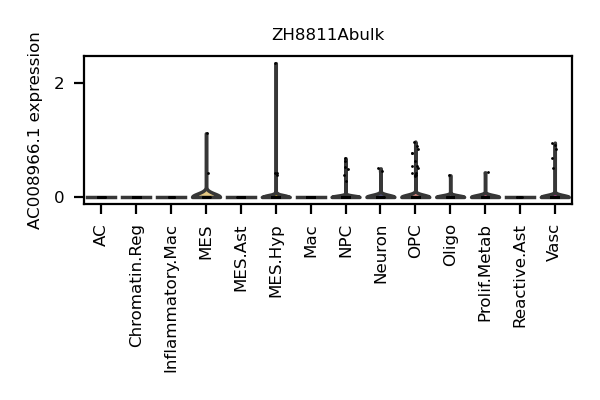 ZH8811Abulk
AC008966.1 expression
2
0
AC
Chromatin.Reg
Inflammatory.Mac
MES
MES.Ast
MES.Hyp
Mac
NPC
Neuron
OPC
Oligo
Prolif.Metab
Reactive.Ast
Vasc